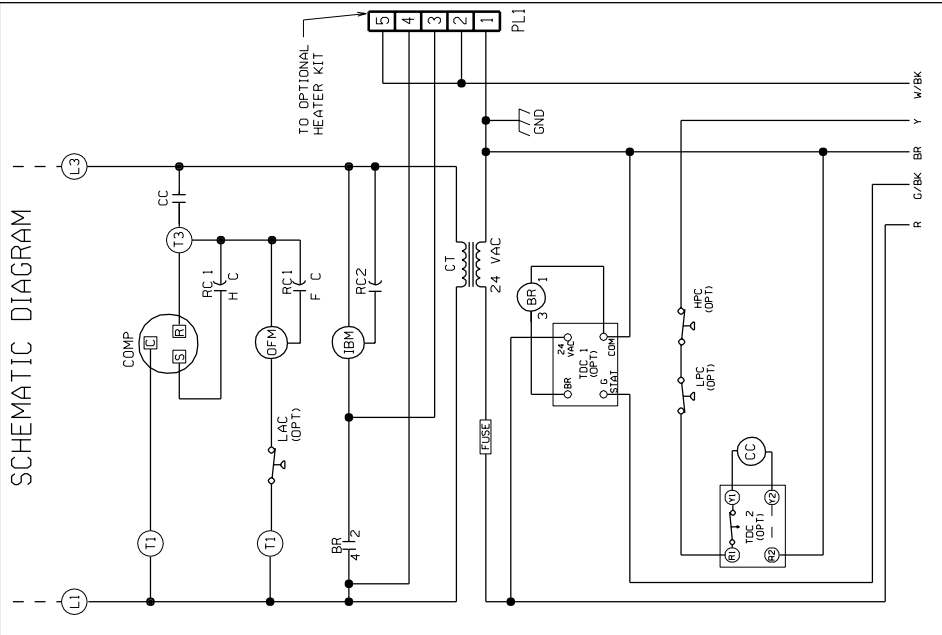 SCHEMATIC DIAGRAM
TO OPTIONAL
HEATER KIT
5
4
3
2
1
PL1
L3
L1
CC
T3
COMP
C
S
R
T1
RC 1
H
C
OFM
RC1
F
C
LAC
(OPT)
T1
IBM
RC2
BR
4
2
CT
24 VAC
GND
FUSE
BR
3
1
24
VAC
COM
BR
G
STAT
TDC 1
(OPT)
HPC
(OPT)
LPC
(OPT)
CC
Y1
Y2
TDC 2
(OPT)
R1
R2
W/BK
Y
BR
G/BK
R